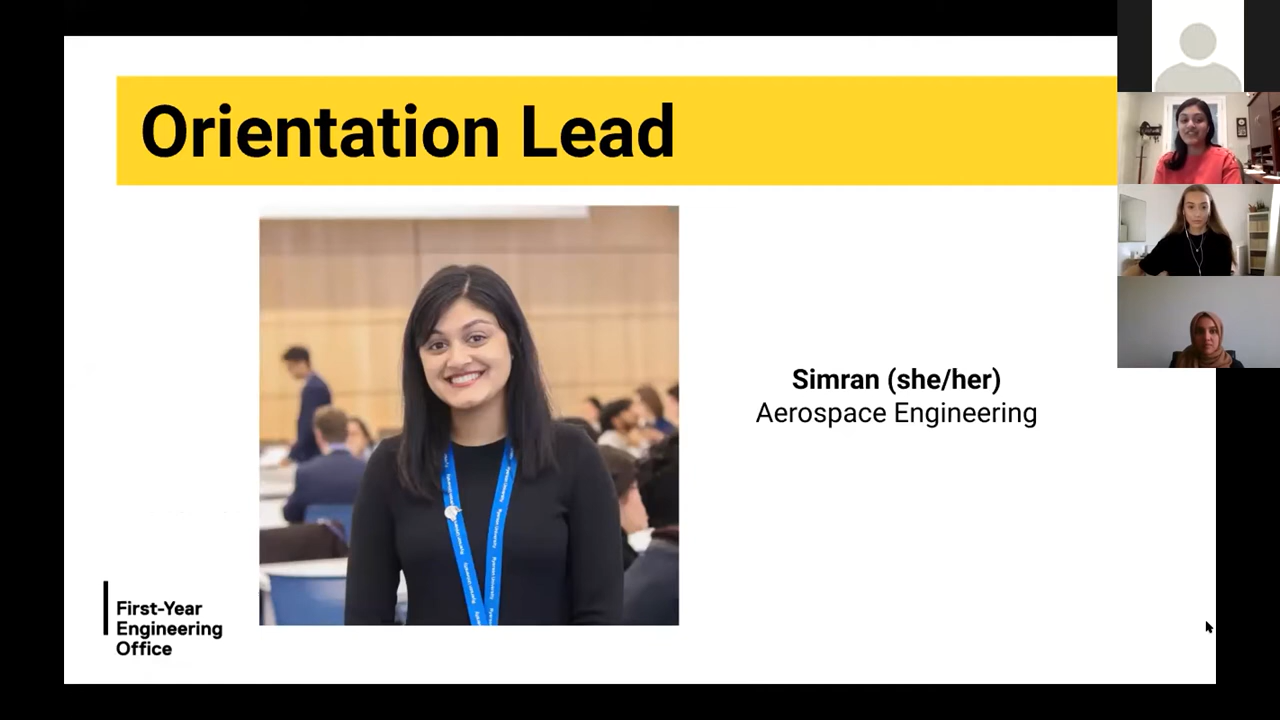 Orientation Lead
Simran (she/her)
Aerospace Engineering
First-Year
Engineering
Office